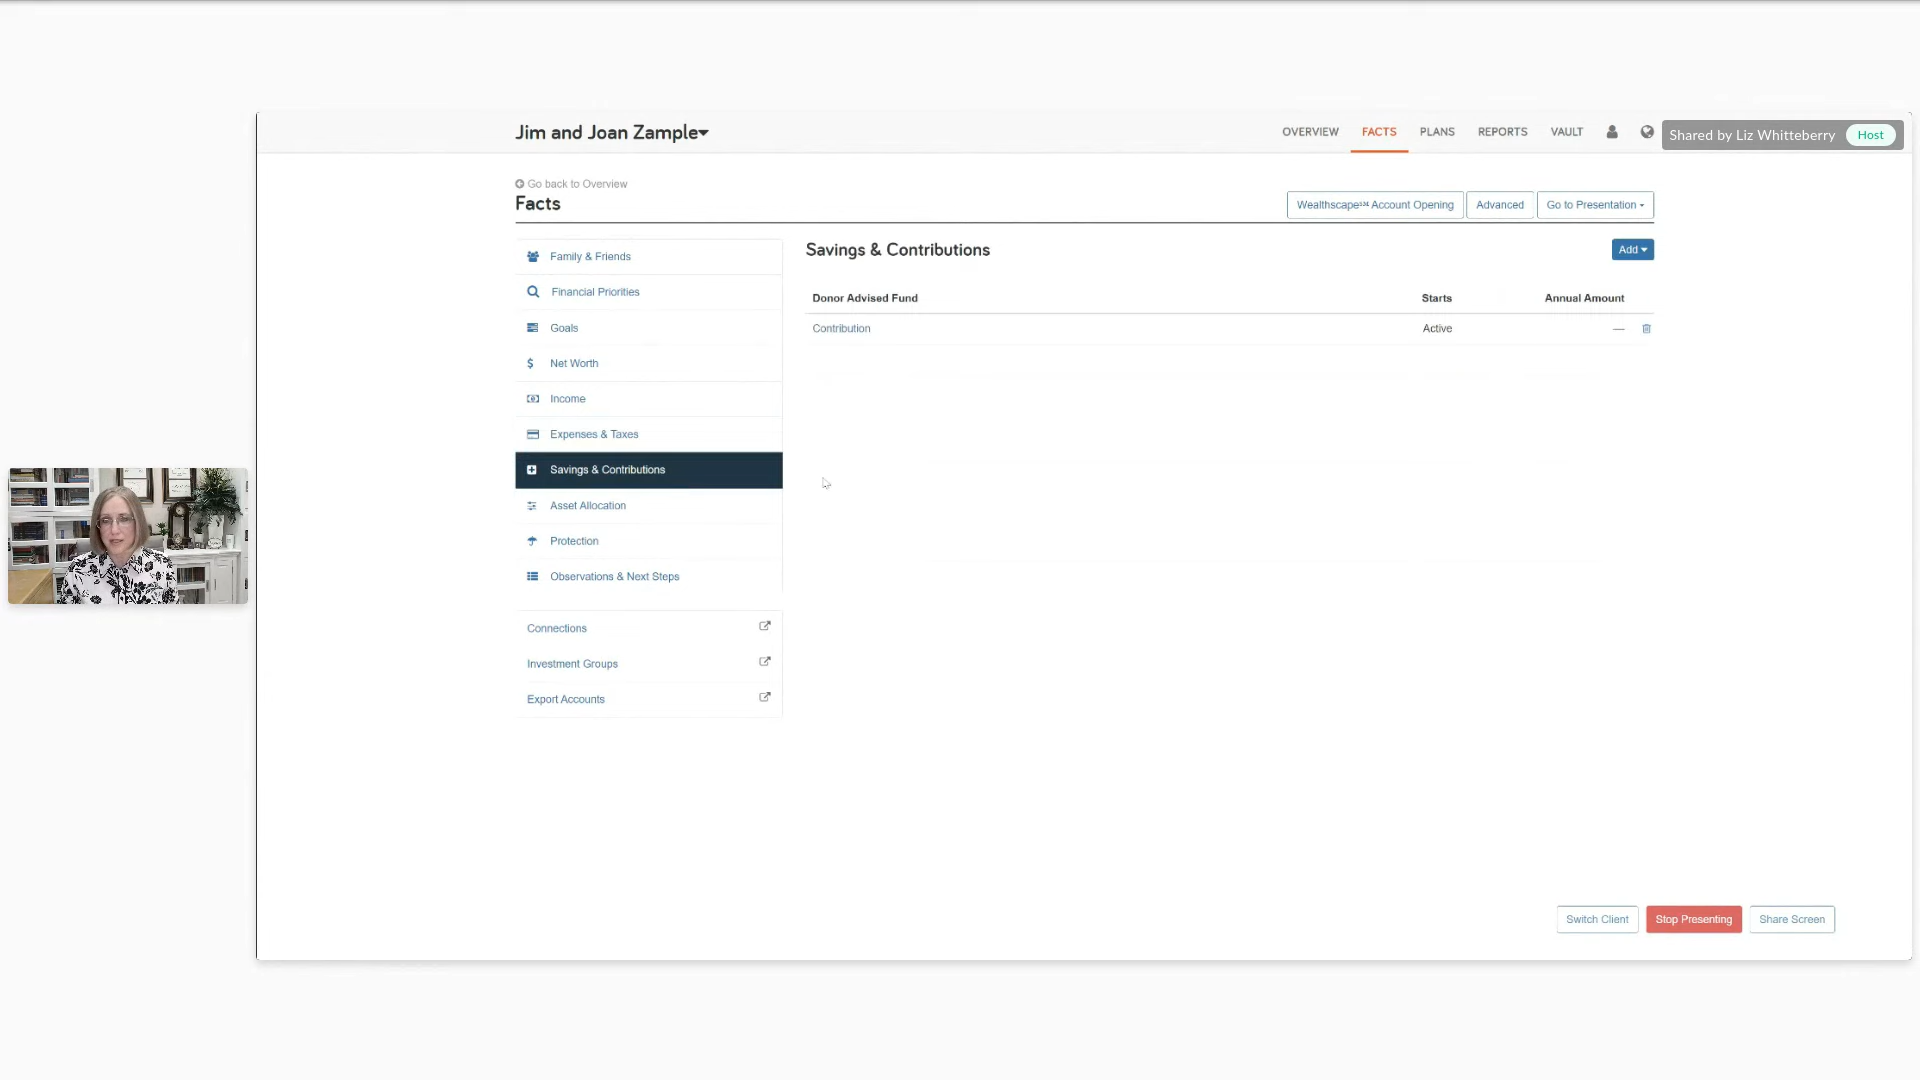 Jim and Joan Zample
OVERVIEW FACTS PLANS REPORTS VAULT
Shared by Liz Whitteberry Host
Go back to Overview
Facts
Wealthscape℠ Account Opening Advanced Go to Presentation
Family & Friends
Financial Priorities
Goals
Net Worth
Income
Expenses & Taxes
Savings & Contributions
Asset Allocation
Protection
Observations & Next Steps
Connections
Investment Groups
Export Accounts
Savings & Contributions
Add
Donor Advised Fund Starts Annual Amount
Contribution Active —
Switch Client Stop Presenting Share Screen